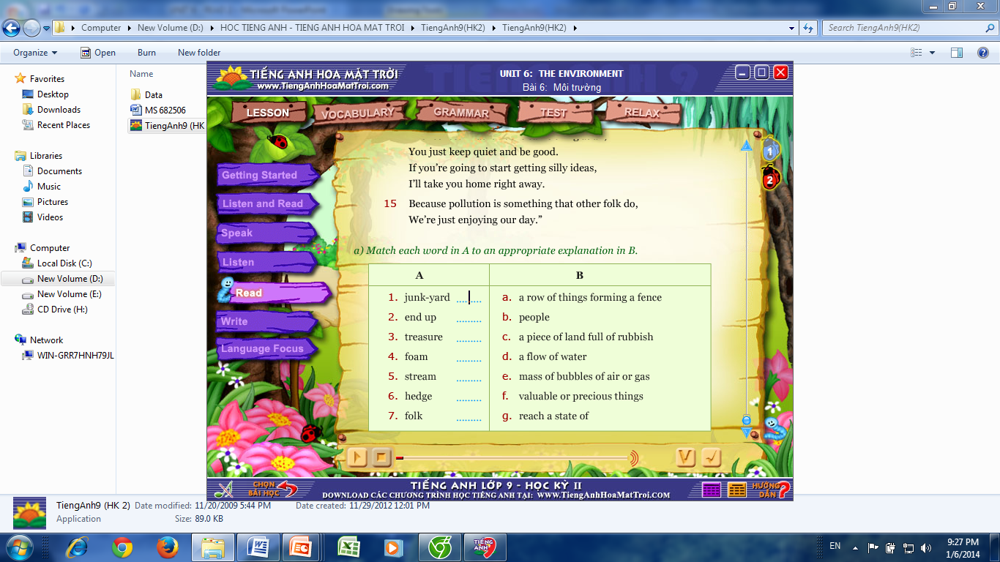 Computer
New Volume (D:)
HOC TIENG ANH - TIENG ANH HOA MAT TROI
TiengAnh9(HK2)
TiengAnh9(HK2)
Search TiengAnh9(HK2)
Organize
Open
Burn
New folder
Favorites
Desktop
Downloads
Recent Places
Libraries
Documents
Music
Pictures
Videos
Computer
Local Disk (C:)
New Volume (D:)
New Volume (E:)
CD Drive (H:)
Network
WIN-GRR7HNH79JL
Name
Data
MS 682506
TiengAnh9 (HK
TIẾNG ANH HOA MẶT TRỜI
www.TiengAnhHoaMatTroi.com
UNIT 6: THE ENVIRONMENT
Bài 6: Môi trường
LESSON
VOCABULARY
GRAMMAR
TEST
RELAX
Getting Started
Listen and Read
Speak
Listen
Read
Write
Language Focus
1
2
You just keep quiet and be good.
If you’re going to start getting silly ideas,
I’ll take you home right away.
15 Because pollution is something that other folk do,
We’re just enjoying our day.”
a) Match each word in A to an appropriate explanation in B.
A B
1. junk-yard ......... a. a row of things forming a fence
2. end up ......... b. people
3. treasure ......... c. a piece of land full of rubbish
4. foam ......... d. a flow of water
5. stream ......... e. mass of bubbles of air or gas
6. hedge ......... f. valuable or precious things
7. folk ......... g. reach a state of
CHỌN
BÀI HỌC
TIẾNG ANH LỚP 9 - HỌC KỲ II
DOWNLOAD CÁC CHƯƠNG TRÌNH HỌC TIẾNG ANH TẠI: WWW.TiengAnhHoaMatTroi.COM
HƯỚNG
DẪN
TiengAnh9 (HK 2) Date modified: 11/20/2009 5:44 PM Date created: 11/29/2012 12:01 PM
Application Size: 89.0 KB
TIẾNG
ANH 9
EN
9:27 PM
1/6/2014